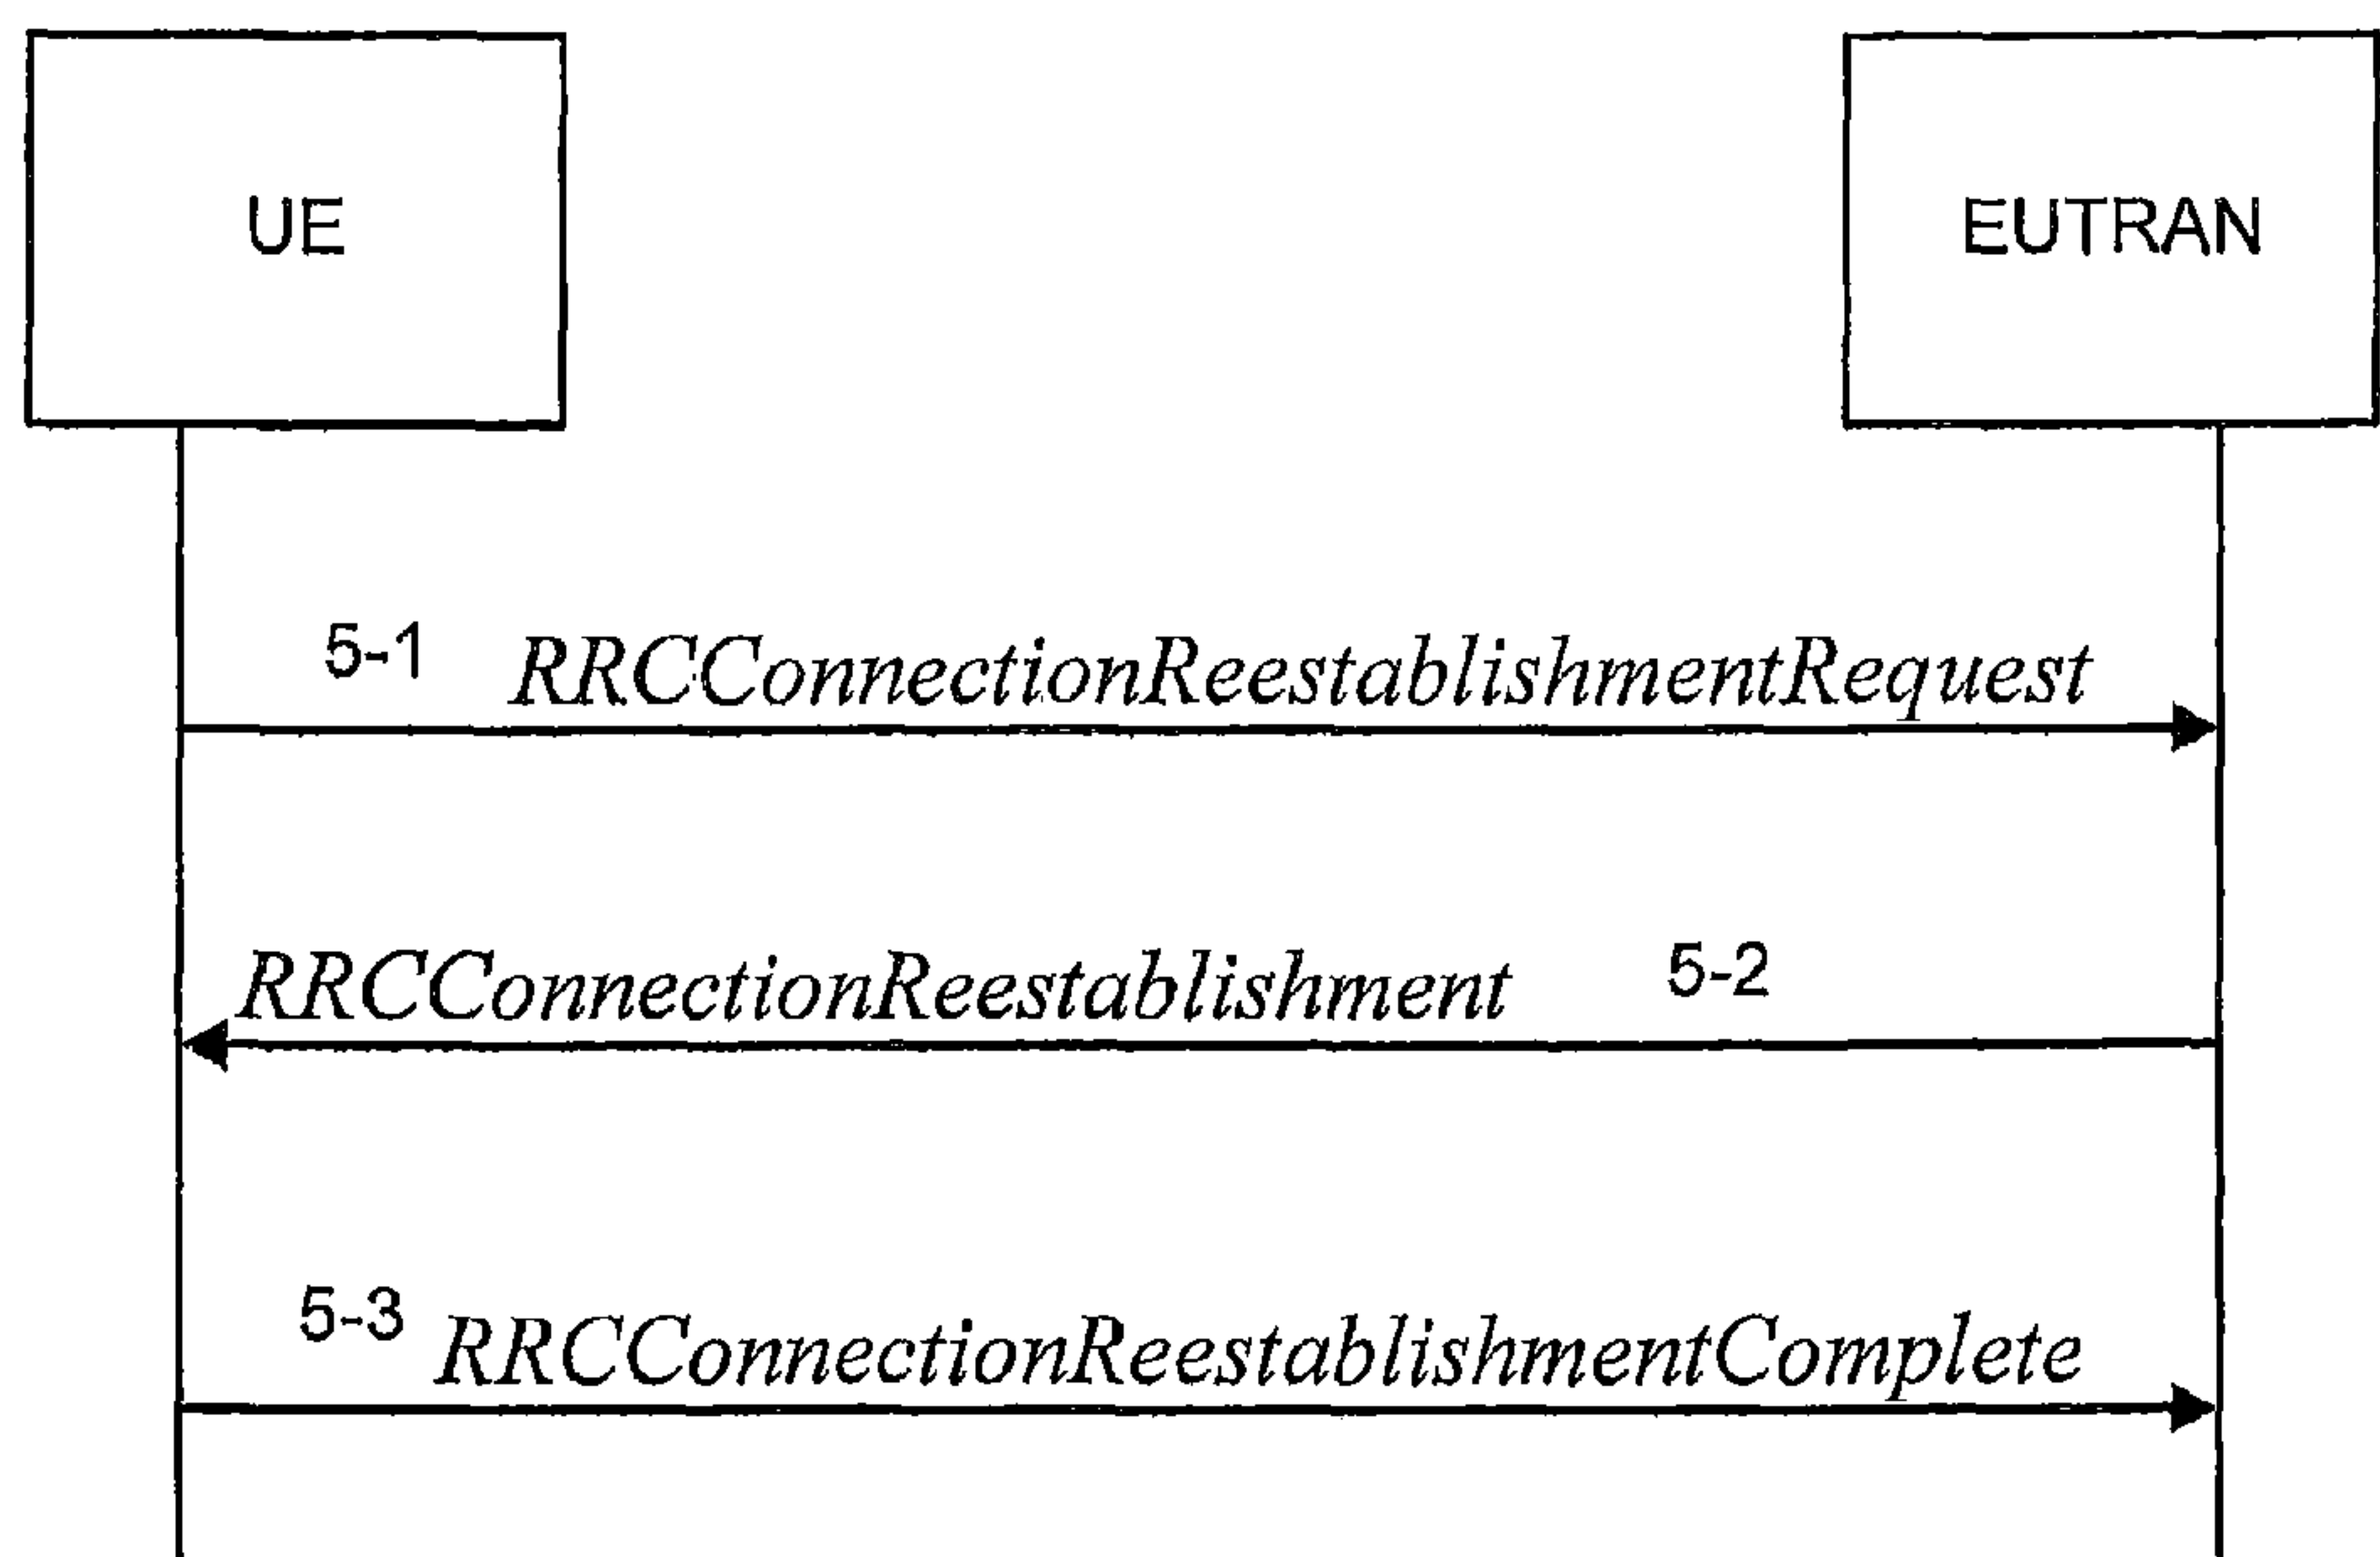 UE
EUTRAN
5-1 RRCConnectionReestablishmentRequest
RRCConnectionReestablishment 5-2
5-3 RRCConnectionReestablishmentComplete